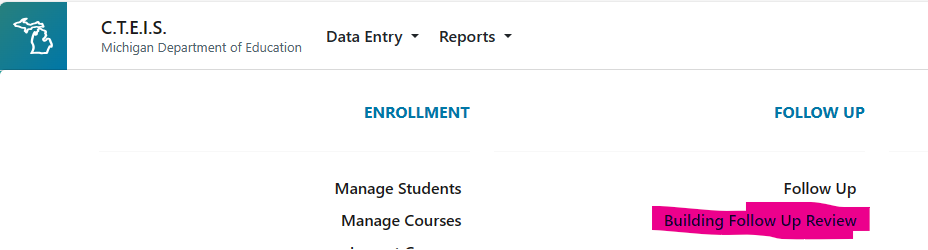 C.T.E.I.S.
Michigan Department of Education
Data Entry
Reports
ENROLLMENT
FOLLOW UP
Manage Students
Follow Up
Manage Courses
Building Follow Up Review